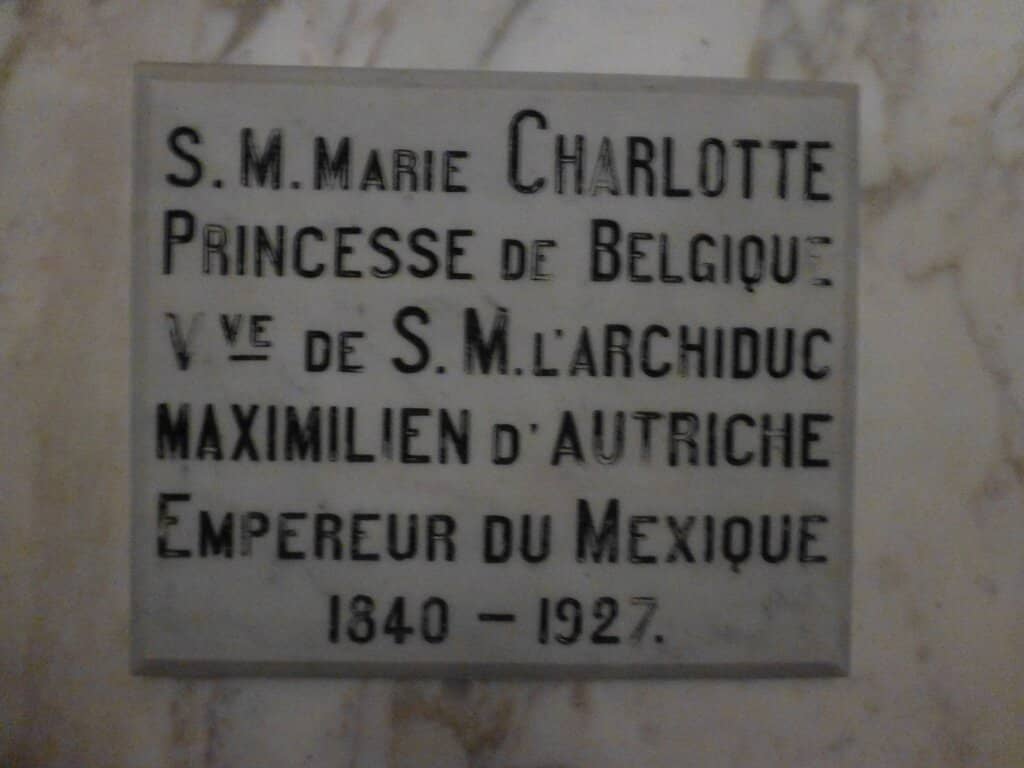 S. M. MARIE CHARLOTTE
PRINCESSE DE BELGIQUE
Vve DE S. M. L'ARCHIDUC
MAXIMILIEN D'AUTRICHE
EMPEREUR DU MEXIQUE
1840 - 1927.